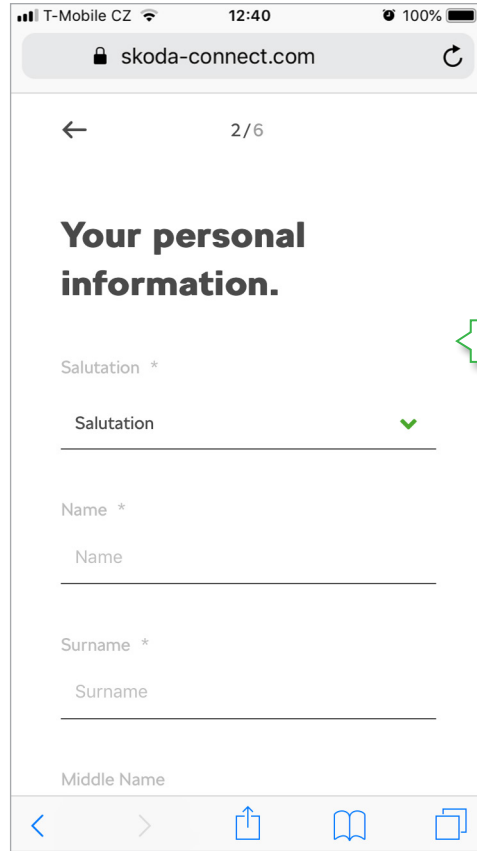 T-Mobile CZ 12:40 100%
skoda-connect.com
2/6
Your personal
information.
Salutation *
Salutation
Name *
Name
Surname *
Surname
Middle Name